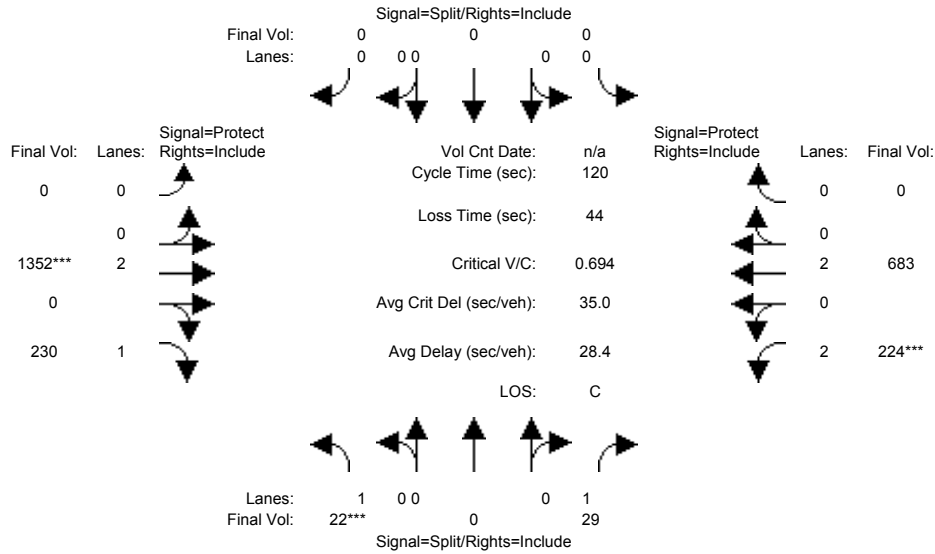 Signal=Split/Rights=Include
Final Vol: 0 0 0
Lanes: 0 0 0 0 0
Signal=Protect Signal=Protect
Final Vol: Lanes: Rights=Include Vol Cnt Date: n/a Rights=Include Lanes: Final Vol:
Cycle Time (sec): 120
0 0 0 0
Loss Time (sec): 44
0 0
1352*** 2 Critical V/C: 0.694 2 683
0 Avg Crit Del (sec/veh): 35.0 0
230 1 Avg Delay (sec/veh): 28.4 2 224***
LOS: C
Lanes: 1 0 0 0 1
Final Vol: 22*** 0 29
Signal=Split/Rights=Include